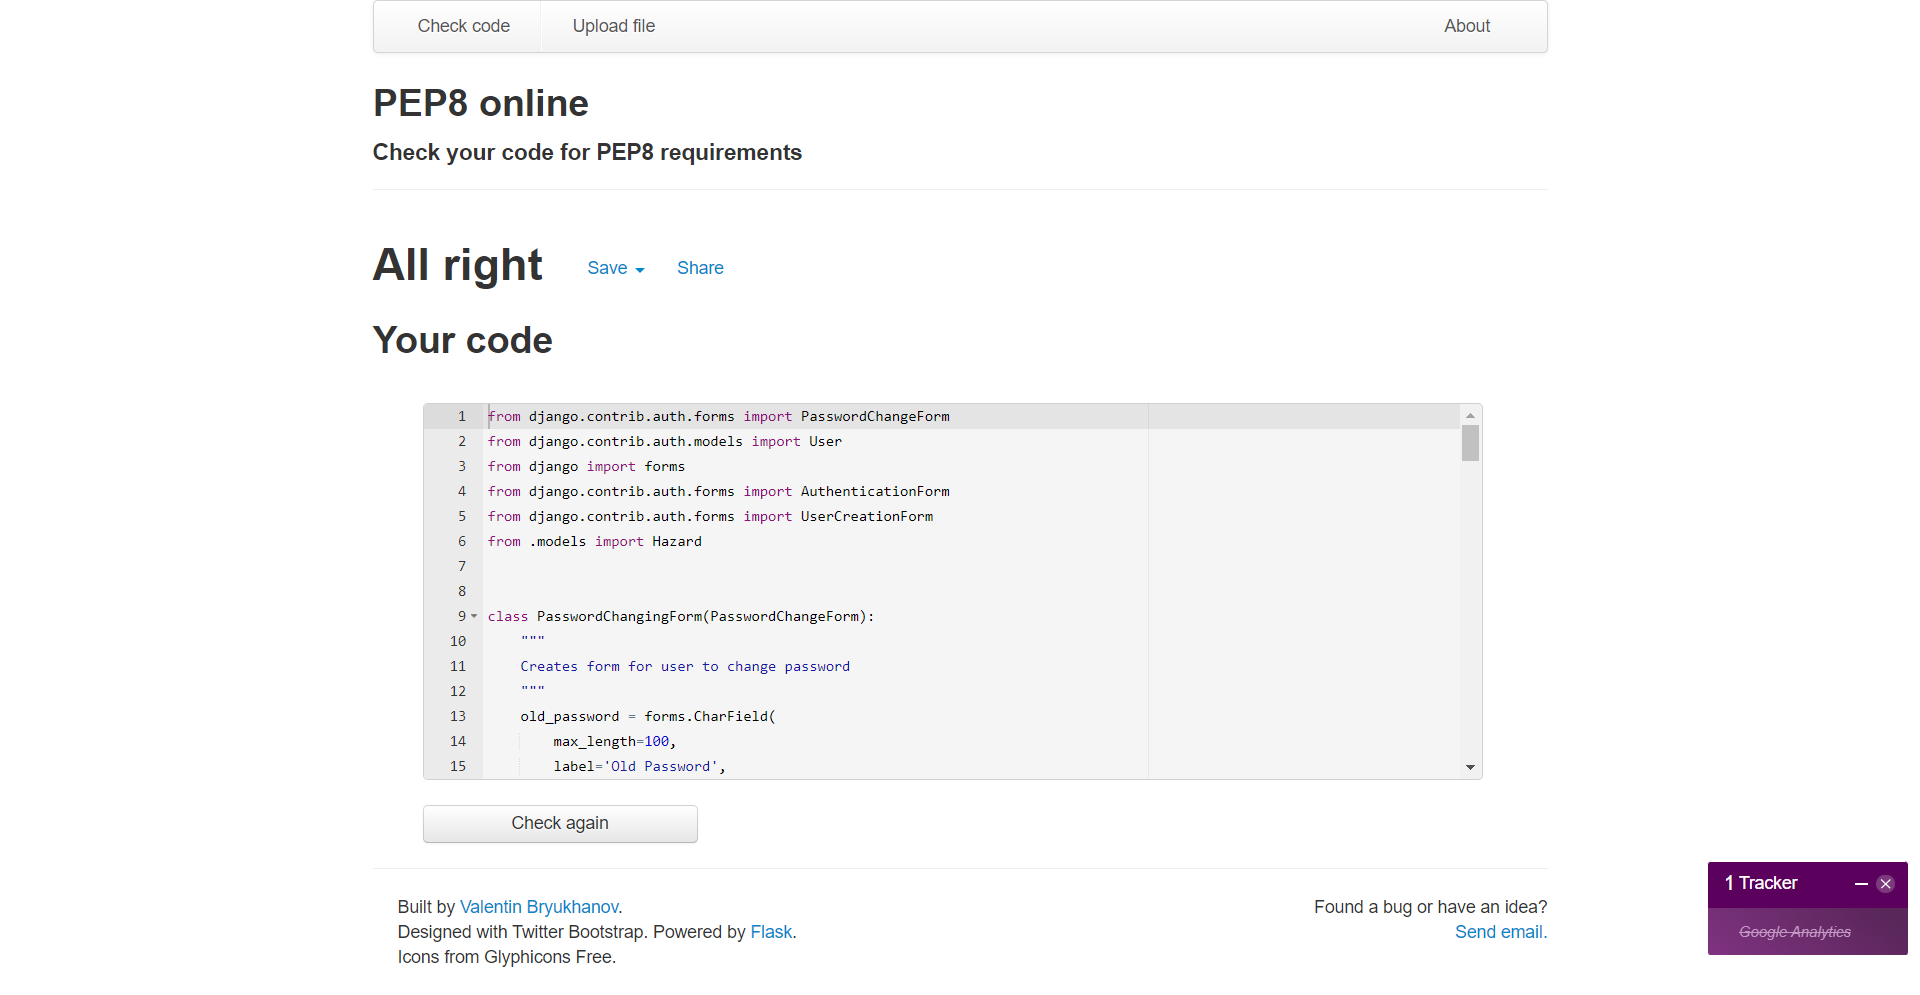 Check code Upload file About
PEP8 online
Check your code for PEP8 requirements
All right Save Share
Your code
1 from django.contrib.auth.forms import PasswordChangeForm
2 from django.contrib.auth.models import User
3 from django import forms
4 from django.contrib.auth.forms import AuthenticationForm
5 from django.contrib.auth.forms import UserCreationForm
6 from .models import Hazard
7
8
9 class PasswordChangingForm(PasswordChangeForm):
10 """
11 Creates form for user to change password
12 """
13 old_password = forms.CharField(
14 max_length=100,
15 label='Old Password',
Check again
Built by Valentin Bryukhanov.
Designed with Twitter Bootstrap. Powered by Flask.
Icons from Glyphicons Free.
Found a bug or have an idea?
Send email.
1 Tracker
Google Analytics